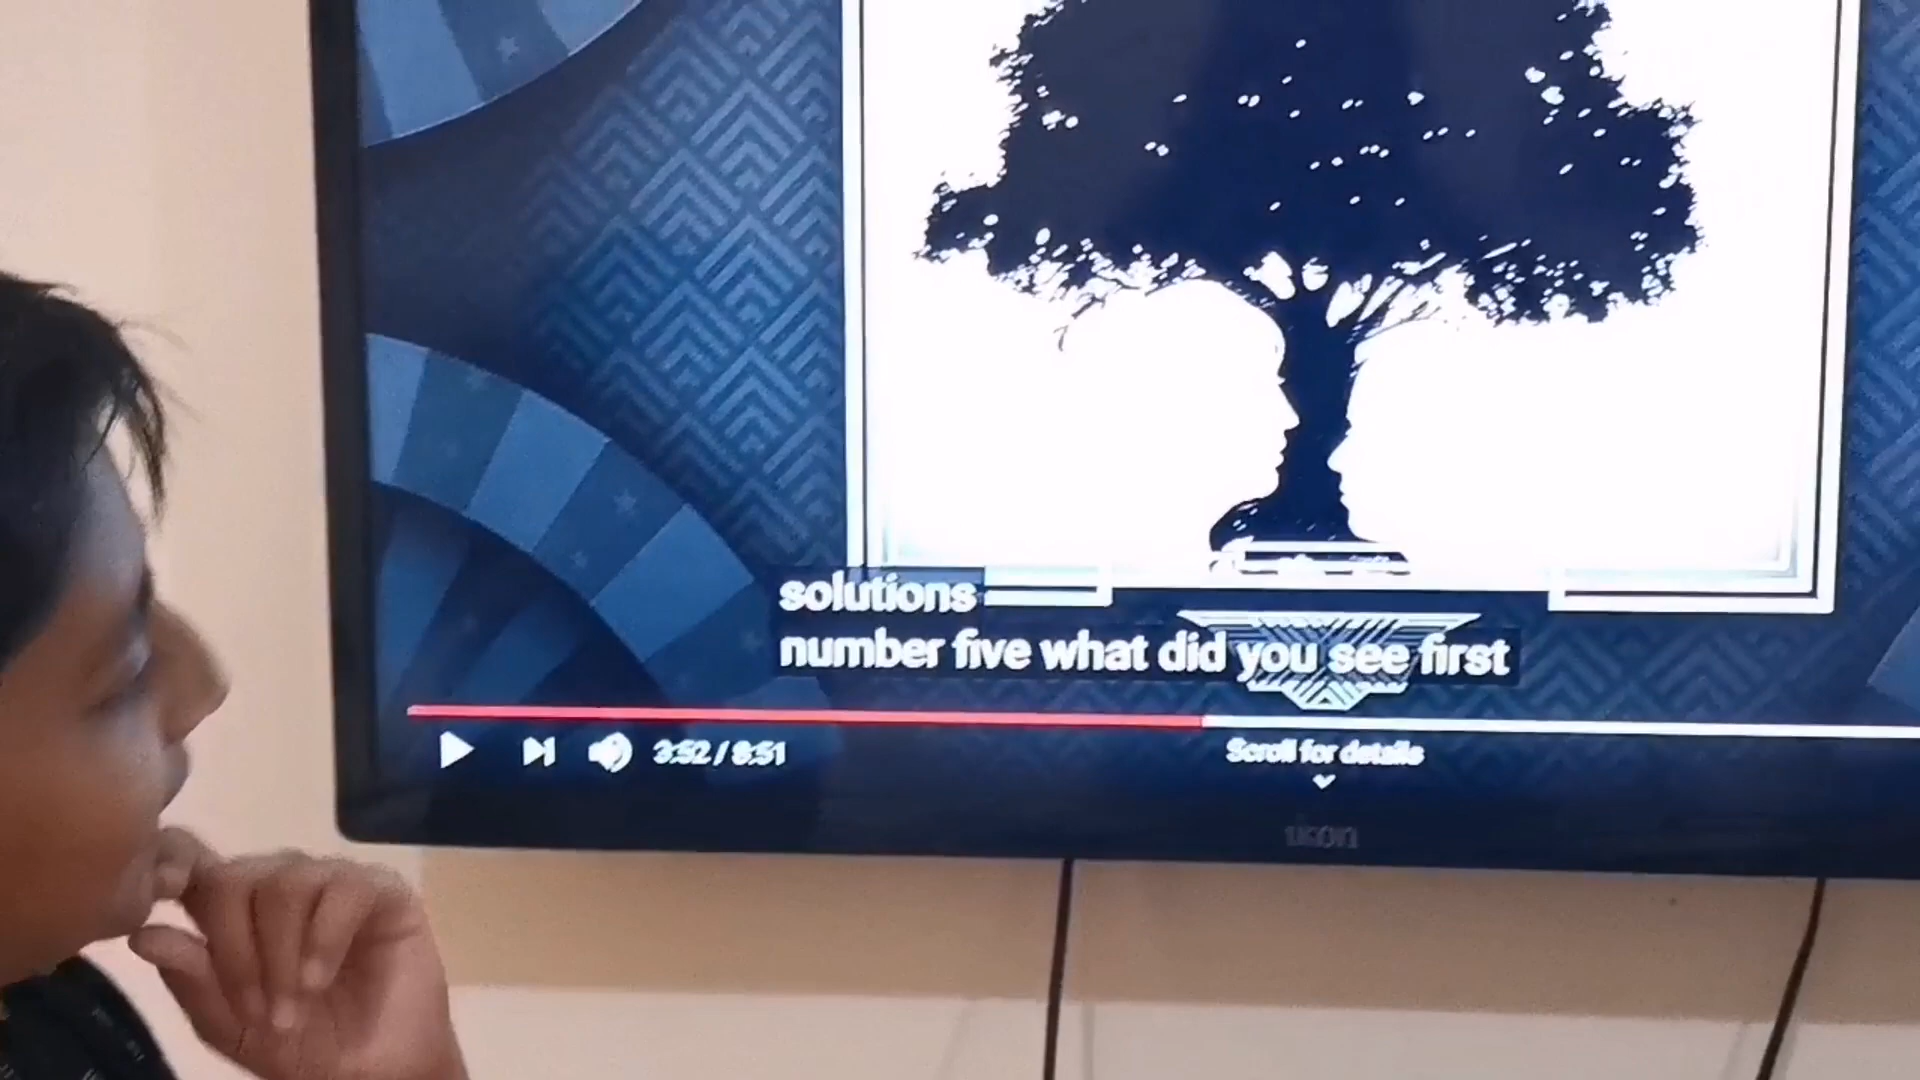 solutions
number five what did you see first
3:52 / 8:51
Scroll for details